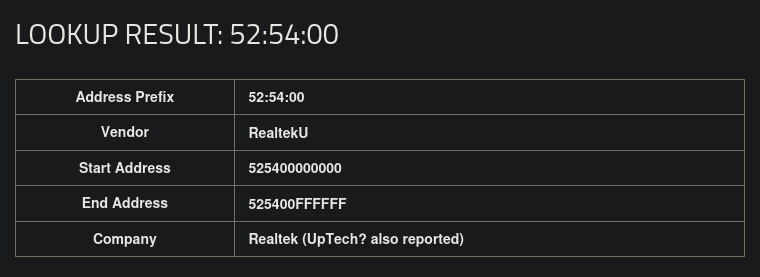 LOOKUP RESULT: 52:54:00
Address Prefix 52:54:00
Vendor RealtekU
Start Address 525400000000
End Address 525400FFFFFF
Company Realtek (UpTech? also reported)